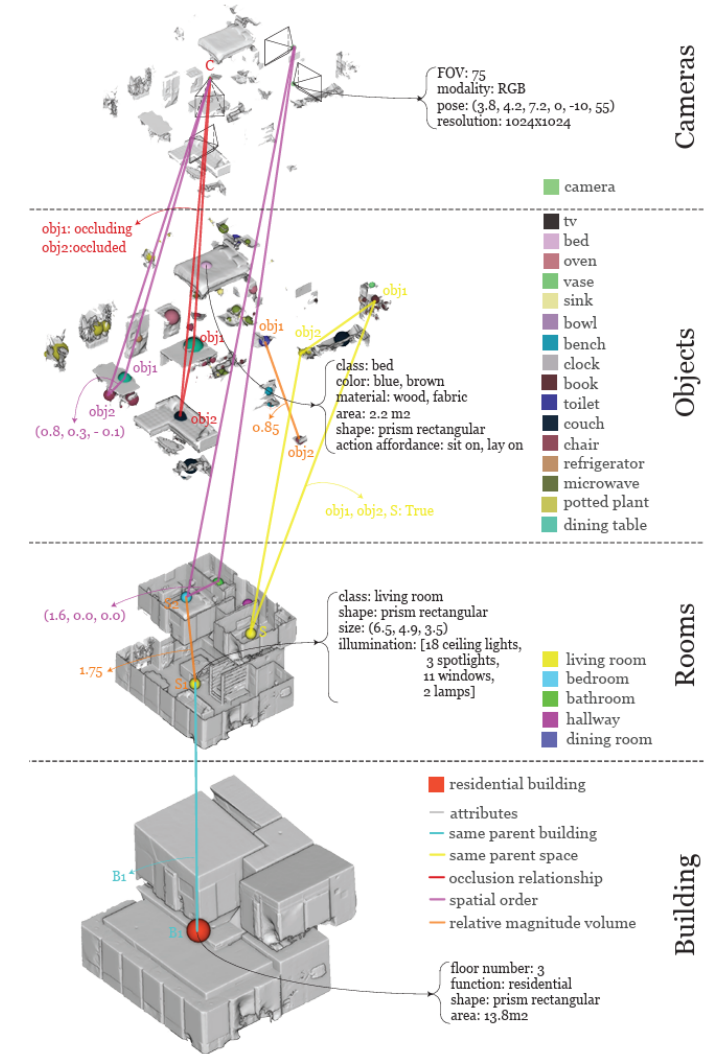 C
FOV: 75
modality: RGB
pose: (3.8, 4.2, 7.2, 0, -10, 55)
resolution: 1024x1024
camera
Cameras
obj1: occluding
obj2:occluded
obj1
obj2
(0.8, 0.3, - 0.1)
obj1
obj2
obj1
0.85
obj2
obj1
obj2
class: bed
color: blue, brown
material: wood, fabric
area: 2.2 m2
shape: prism rectangular
action affordance: sit on, lay on
obj1, obj2, S: True
tv
bed
oven
vase
sink
bowl
bench
clock
book
toilet
couch
chair
refrigerator
microwave
potted plant
dining table
Objects
(1.6, 0.0, 0.0)
1.75
S
class: living room
shape: prism rectangular
size: (6.5, 4.9, 3.5)
illumination: [18 ceiling lights,
3 spotlights,
11 windows,
2 lamps]
living room
bedroom
bathroom
hallway
dining room
Rooms
B1
B1
residential building
attributes
same parent building
same parent space
occlusion relationship
spatial order
relative magnitude volume
floor number: 3
function: residential
shape: prism rectangular
area: 13.8m2
Building